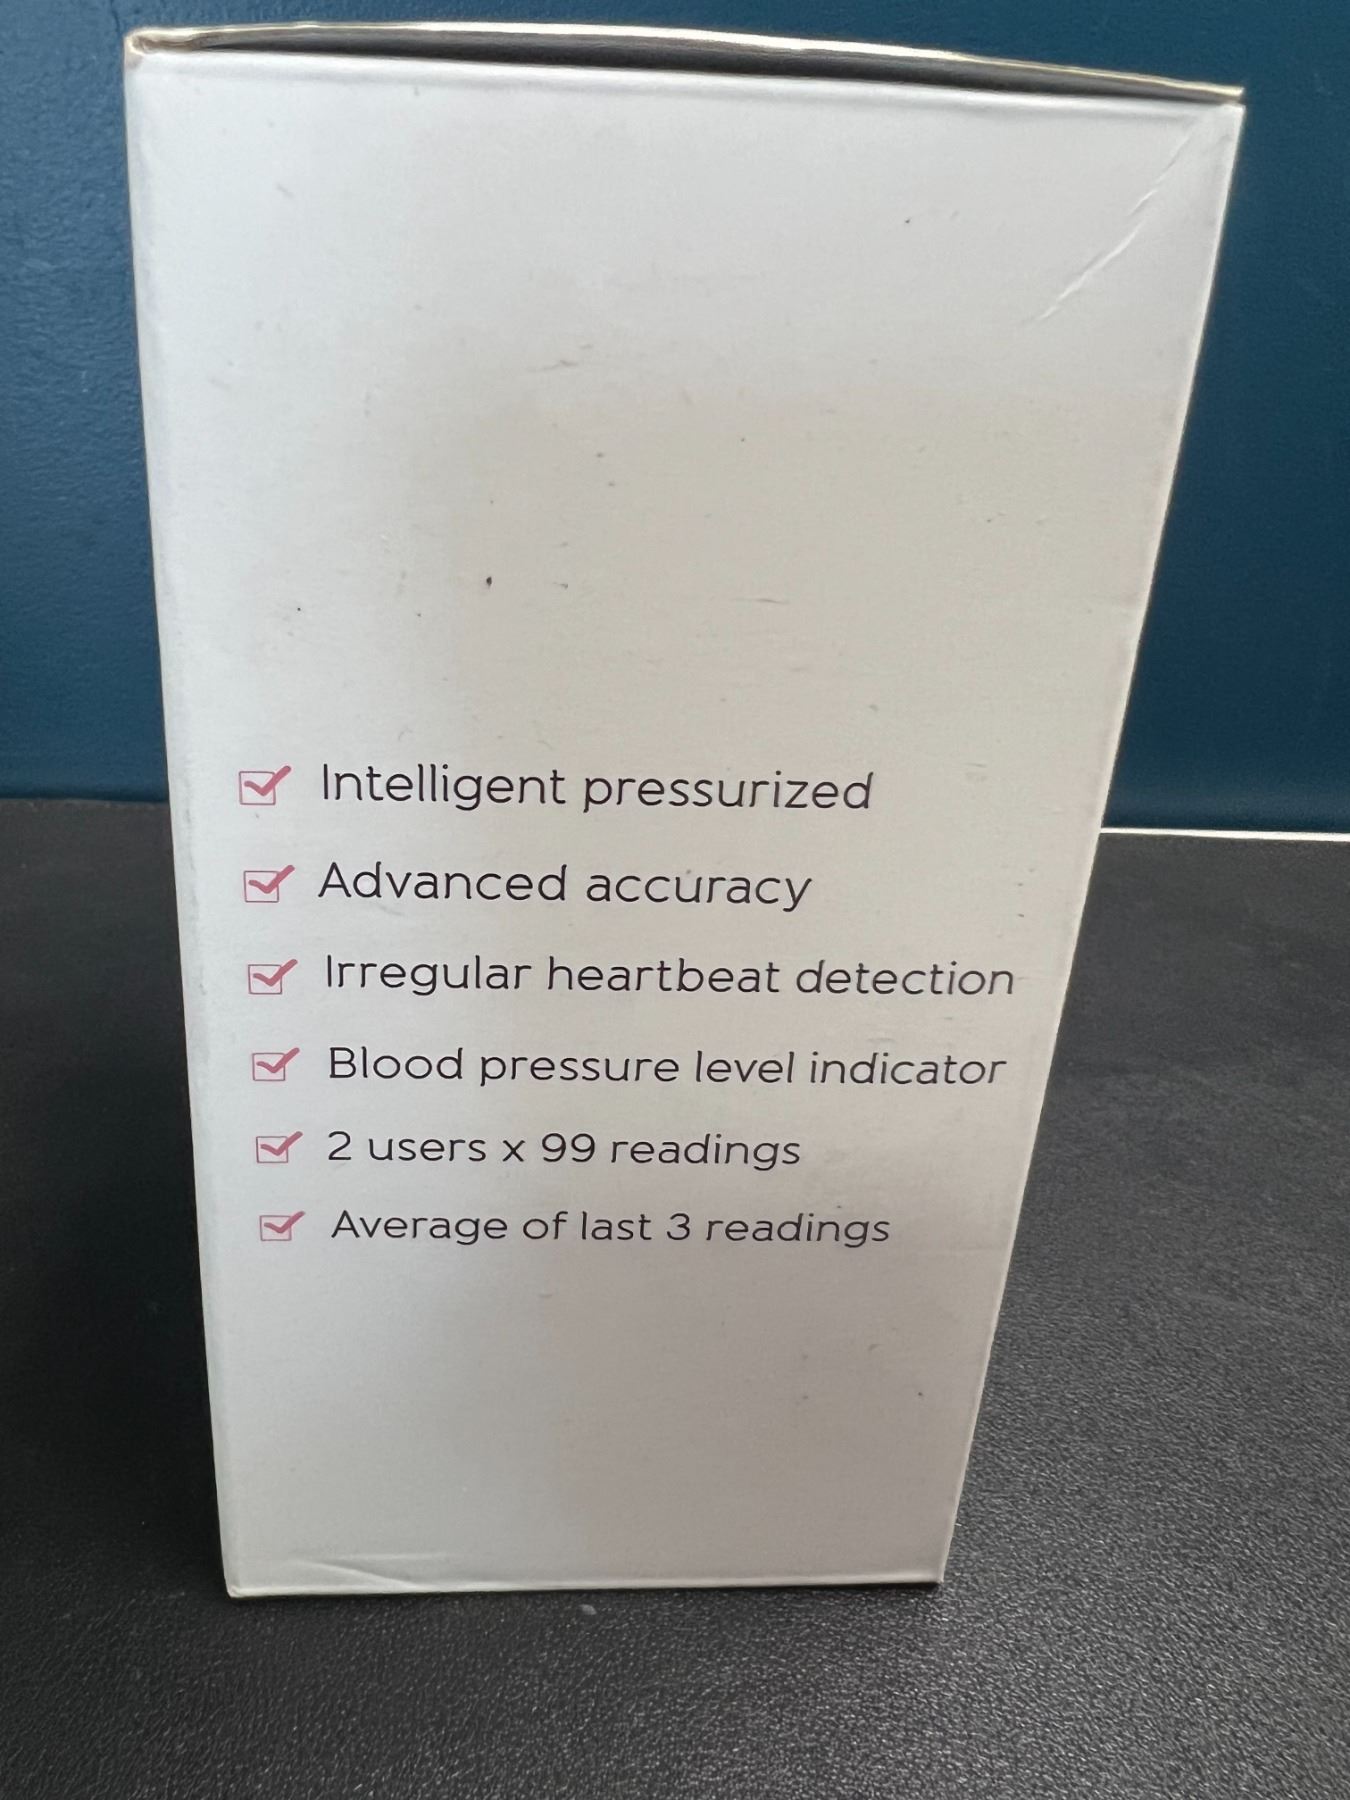 Intelligent pressurized
Advanced accuracy
Irregular heartbeat detection
Blood pressure level indicator
2 users x 99 readings
Average of last 3 readings